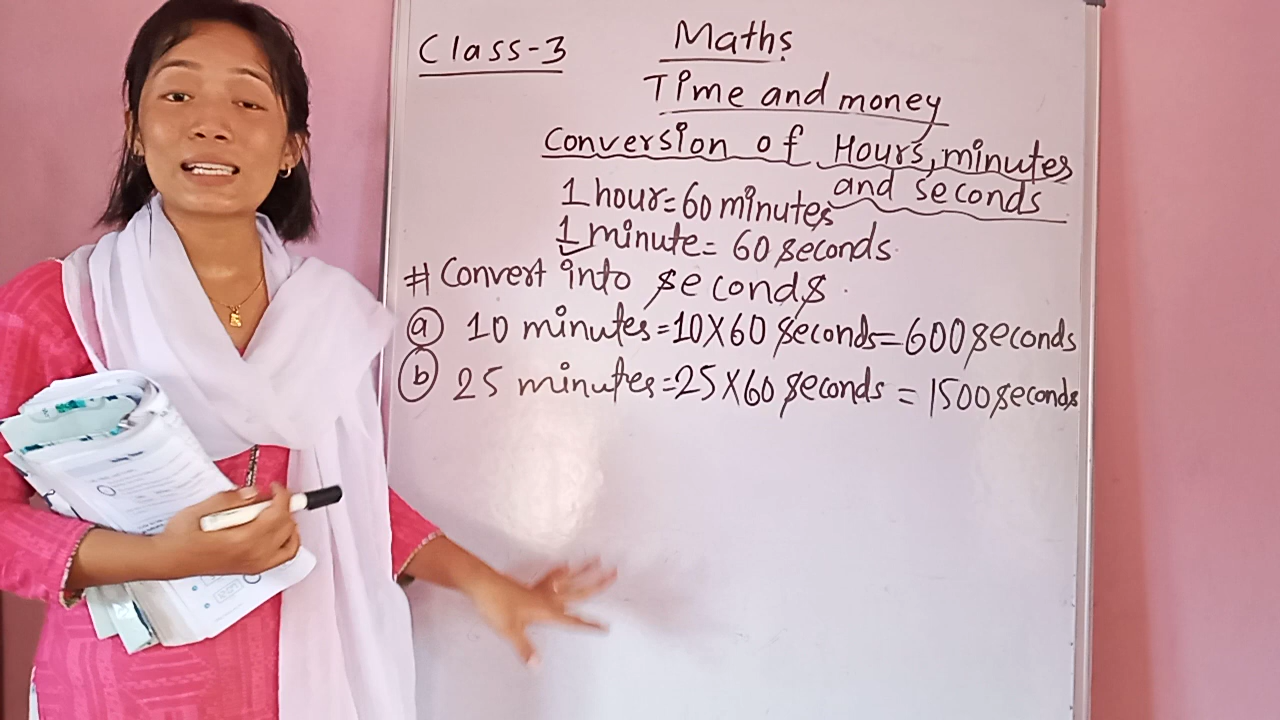 Class-3
Maths
Time and money
Conversion of Hours, minutes
and seconds
1 hour = 60 minutes
1 minute = 60 seconds.
# Convert into seconds.
(a) 10 minutes = 10 X 60 seconds = 600 seconds
(b) 25 minutes = 25 X 60 seconds = 1500 seconds